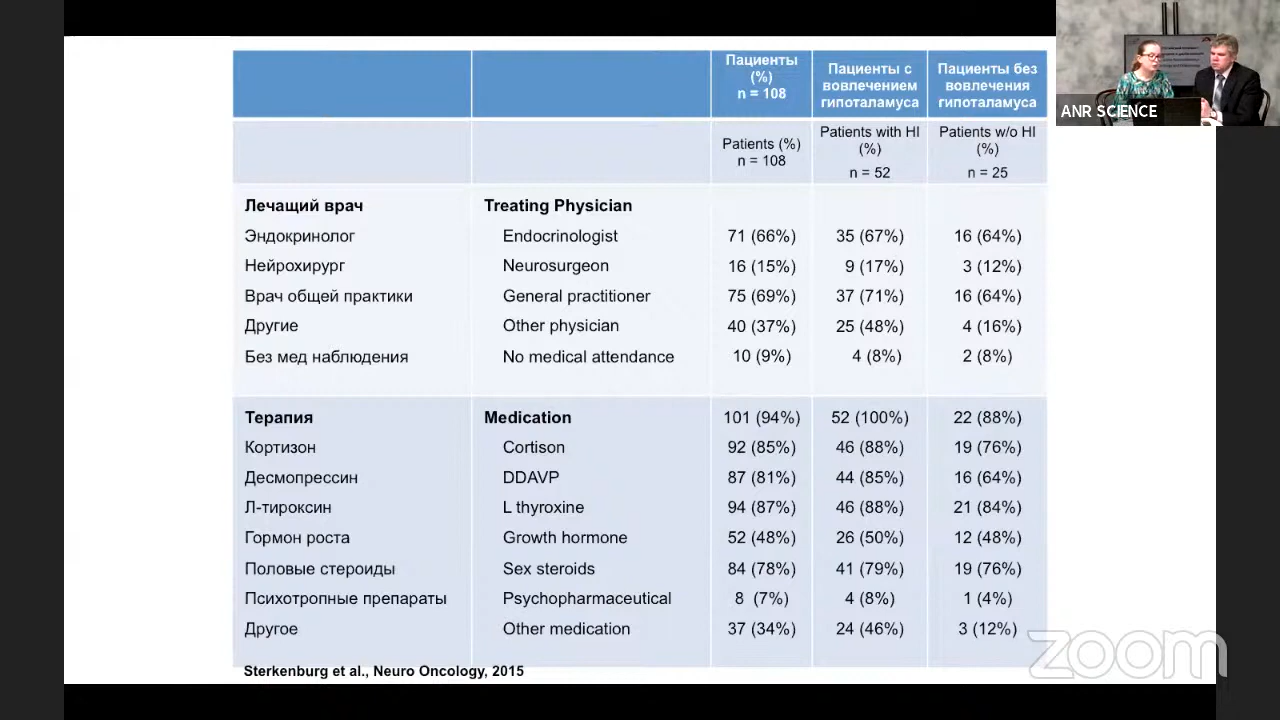 Пациенты (%) n = 108
Пациенты с вовлечением гипоталамуса
Пациенты без вовлечения гипоталамуса
Patients (%) n = 108
Patients with HI (%) n = 52
Patients w/o HI (%) n = 25
Лечащий врач Treating Physician
Эндокринолог Endocrinologist 71 (66%) 35 (67%) 16 (64%)
Нейрохирург Neurosurgeon 16 (15%) 9 (17%) 3 (12%)
Врач общей практики General practitioner 75 (69%) 37 (71%) 16 (64%)
Другие Other physician 40 (37%) 25 (48%) 4 (16%)
Без мед наблюдения No medical attendance 10 (9%) 4 (8%) 2 (8%)
Терапия Medication 101 (94%) 52 (100%) 22 (88%)
Кортизон Cortison 92 (85%) 46 (88%) 19 (76%)
Десмопрессин DDAVP 87 (81%) 44 (85%) 16 (64%)
Л-тироксин L thyroxine 94 (87%) 46 (88%) 21 (84%)
Гормон роста Growth hormone 52 (48%) 26 (50%) 12 (48%)
Половые стероиды Sex steroids 84 (78%) 41 (79%) 19 (76%)
Психотропные препараты Psychopharmaceutical 8 (7%) 4 (8%) 1 (4%)
Другое Other medication 37 (34%) 24 (46%) 3 (12%)
Sterkenburg et al., Neuro Oncology, 2015
ANR SCIENCE
zoom